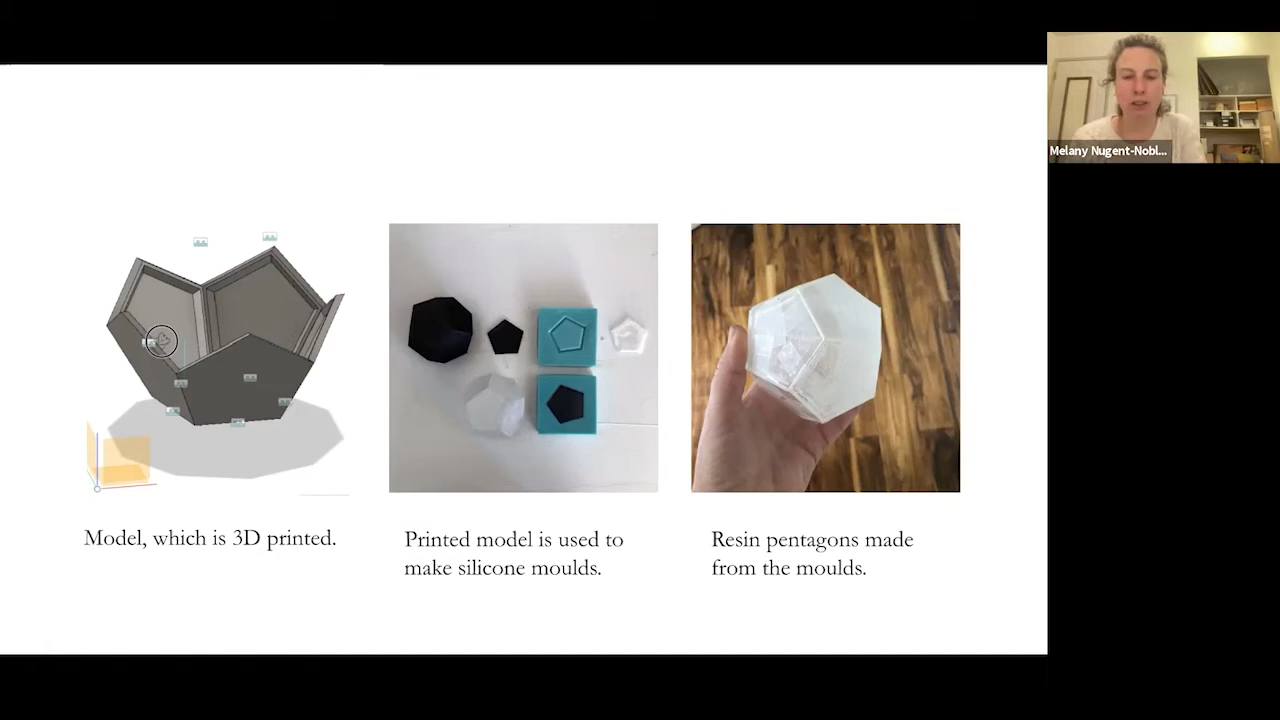 Melany Nugent-Nobl...
Model, which is 3D printed.
Printed model is used to
make silicone moulds.
Resin pentagons made
from the moulds.